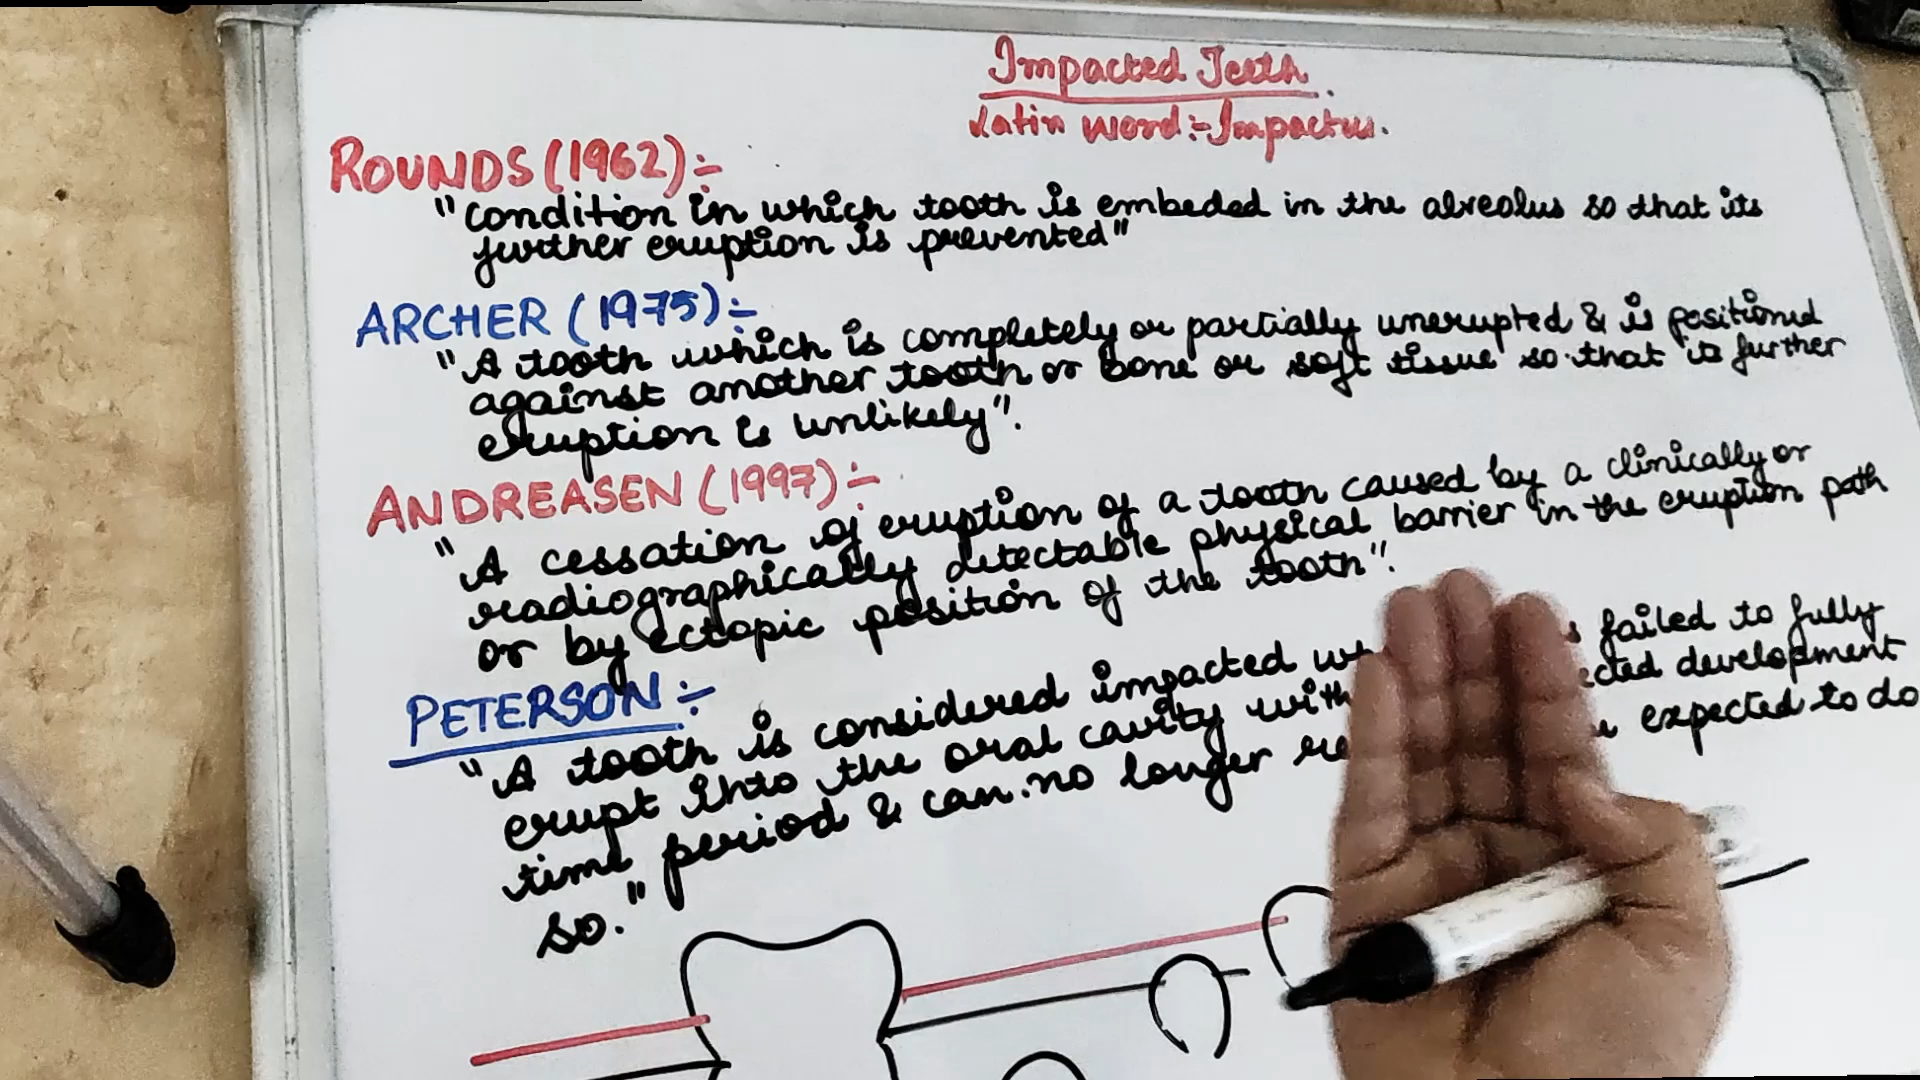 Impacted Teeth.
Latin word:- Impactus.
ROUNDS (1962):-
"condition in which tooth is embeded in the alveolus so that its
further eruption is prevented"
ARCHER (1975):-
"A tooth which is completely or partially unerupted & is positioned
against another tooth or bone or soft tissue so that its further
eruption is unlikely".
ANDREASEN (1997):-
"A cessation of eruption of a tooth caused by a clinically or
radiographically detectable physical barrier in the eruption path
or by ectopic position of the tooth".
PETERSON:-
"A tooth is considered impacted failed to fully
erupt into the oral cavity development
time period & can no longer expected to do
so."